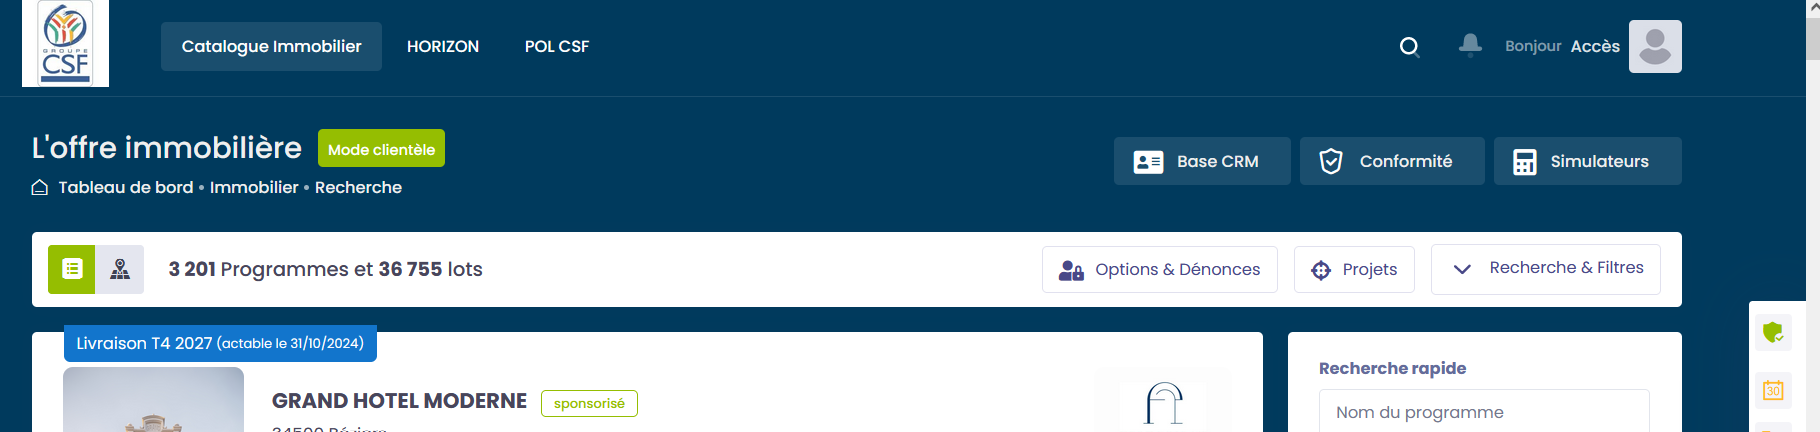 GROUPE
CSF
Catalogue Immobilier
HORIZON
POL CSF
Bonjour Accès
L'offre immobilière
Mode clientèle
Tableau de bord • Immobilier • Recherche
Base CRM
Conformité
Simulateurs
3 201 Programmes et 36 755 lots
Options & Dénonces
Projets
Recherche & Filtres
Livraison T4 2027 (actable le 31/10/2024)
GRAND HOTEL MODERNE
sponsorisé
34500 Béziers
Recherche rapide
Nom du programme
30